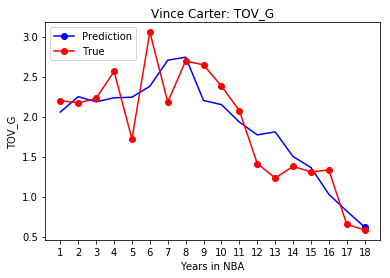 Vince Carter: TOV_G
Prediction
True
TOV_G
3.0
2.5
2.0
1.5
1.0
0.5
1 2 3 4 5 6 7 8 9 10 11 12 13 14 15 16 17 18
Years in NBA